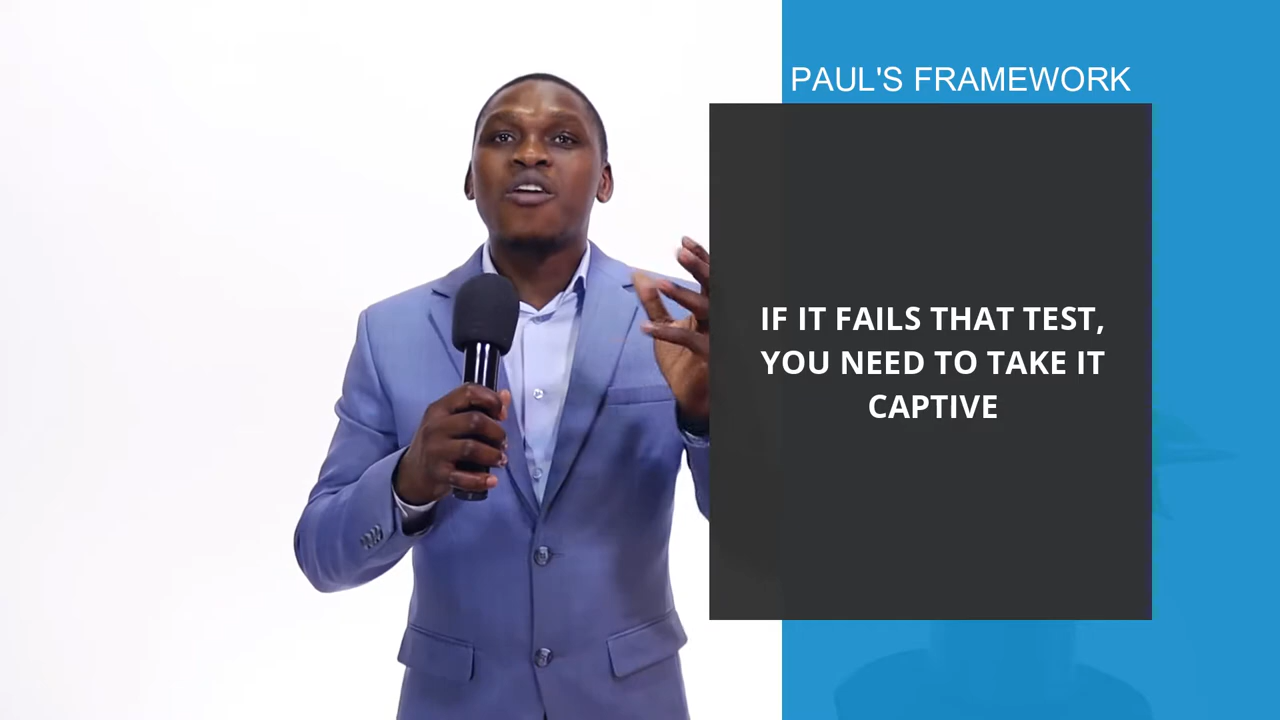 PAUL'S FRAMEWORK
IF IT FAILS THAT TEST,
YOU NEED TO TAKE IT
CAPTIVE